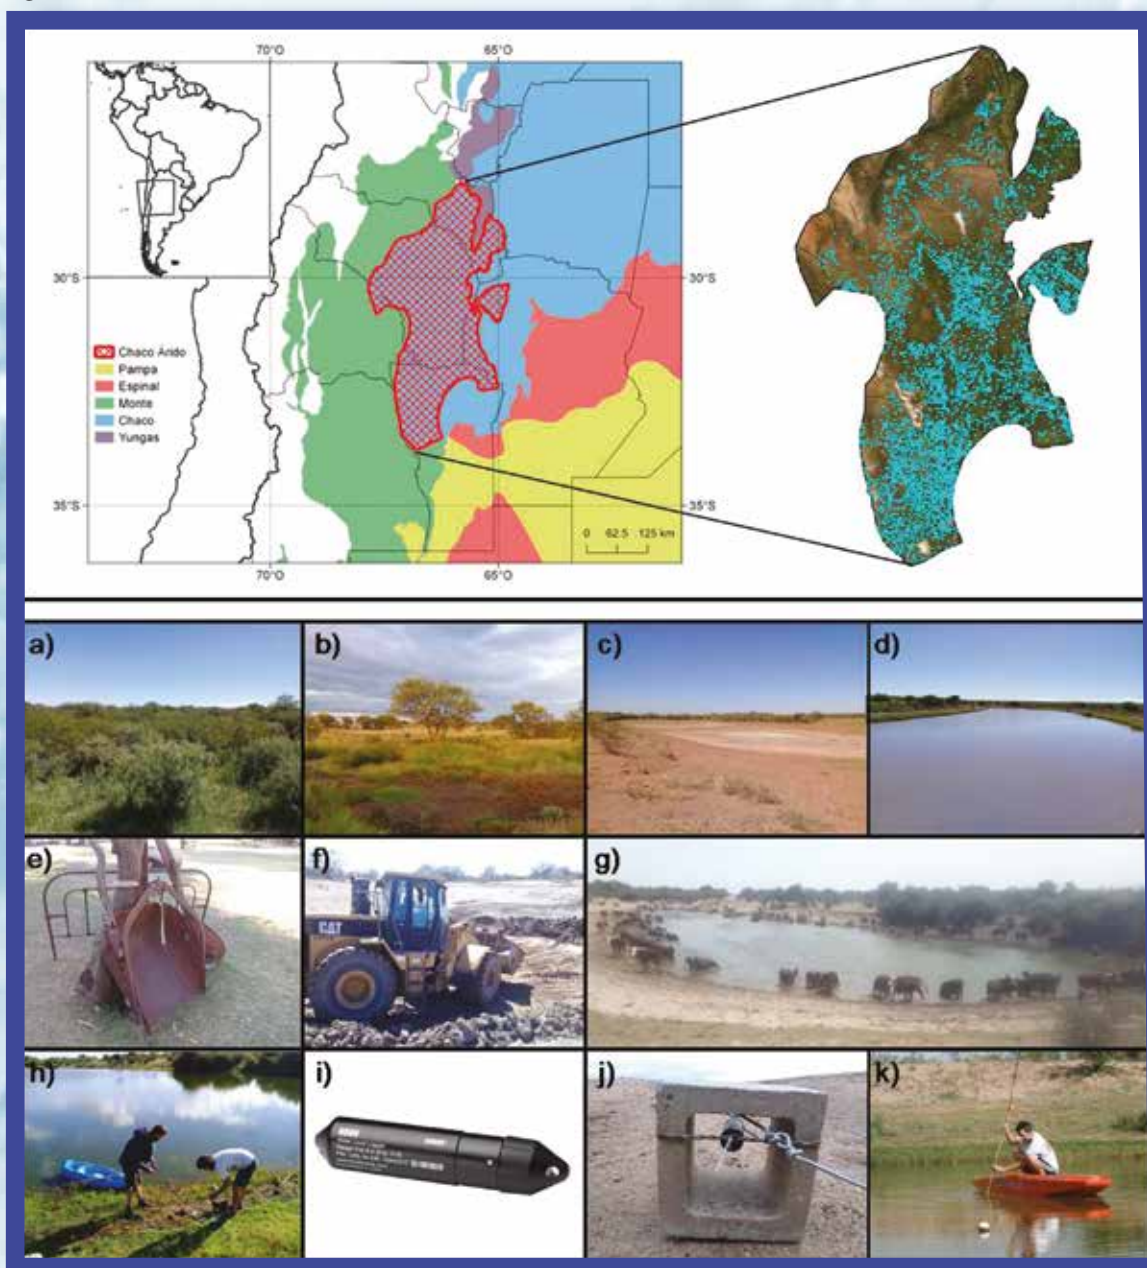 70°O
65°O
30°S
30°S
Chaco Árido
Pampa
Espinal
Monte
Chaco
Yungas
35°S
35°S
0 62.5 125 km
70°O
65°O
a)
b)
c)
d)
e)
f)
CAT
g)
h)
i)
j)
k)